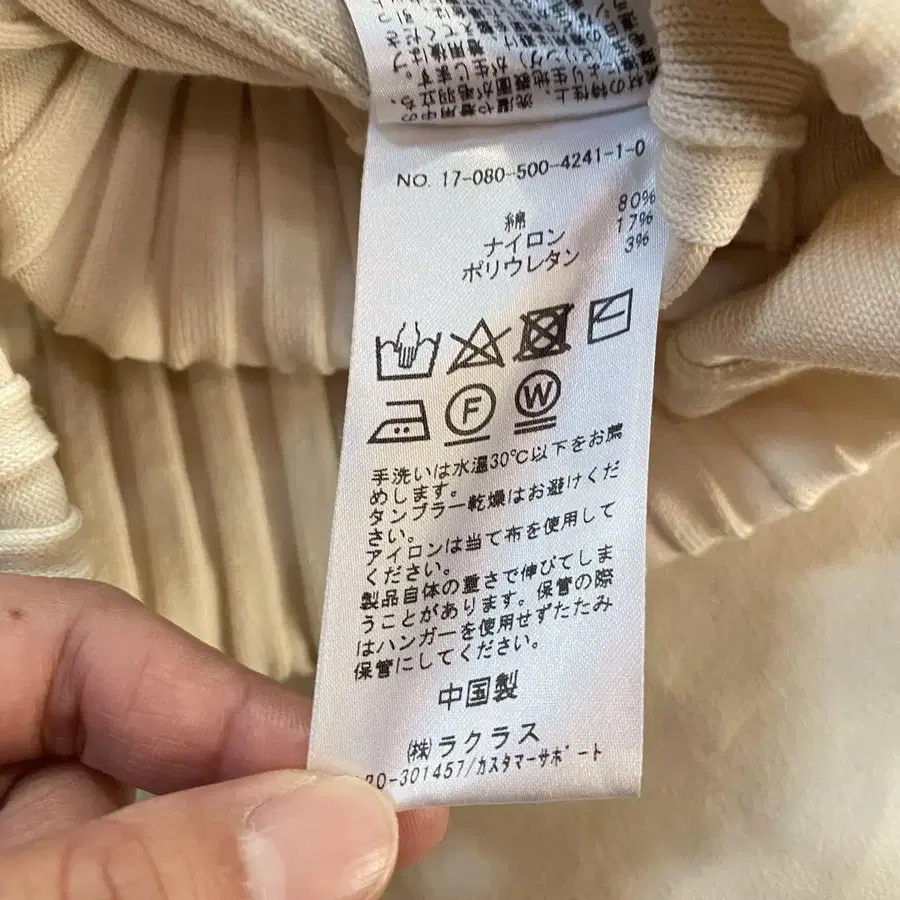 NO. 17-080-500-4241-1-0
綿 80%
ナイロン 17%
ポリウレタン 3%
F
W
手洗いは水温30℃以下をお薦
めします。
タンブラー乾燥はお避けくだ
さい。
アイロンは当て布を使用して
ください。
製品自体の重さで伸びてしま
うことがあります。保管の際
はハンガーを使用せずたたみ
保管にしてください。
中国製
(株)ラクラス
20-301457/カスタマーサポート